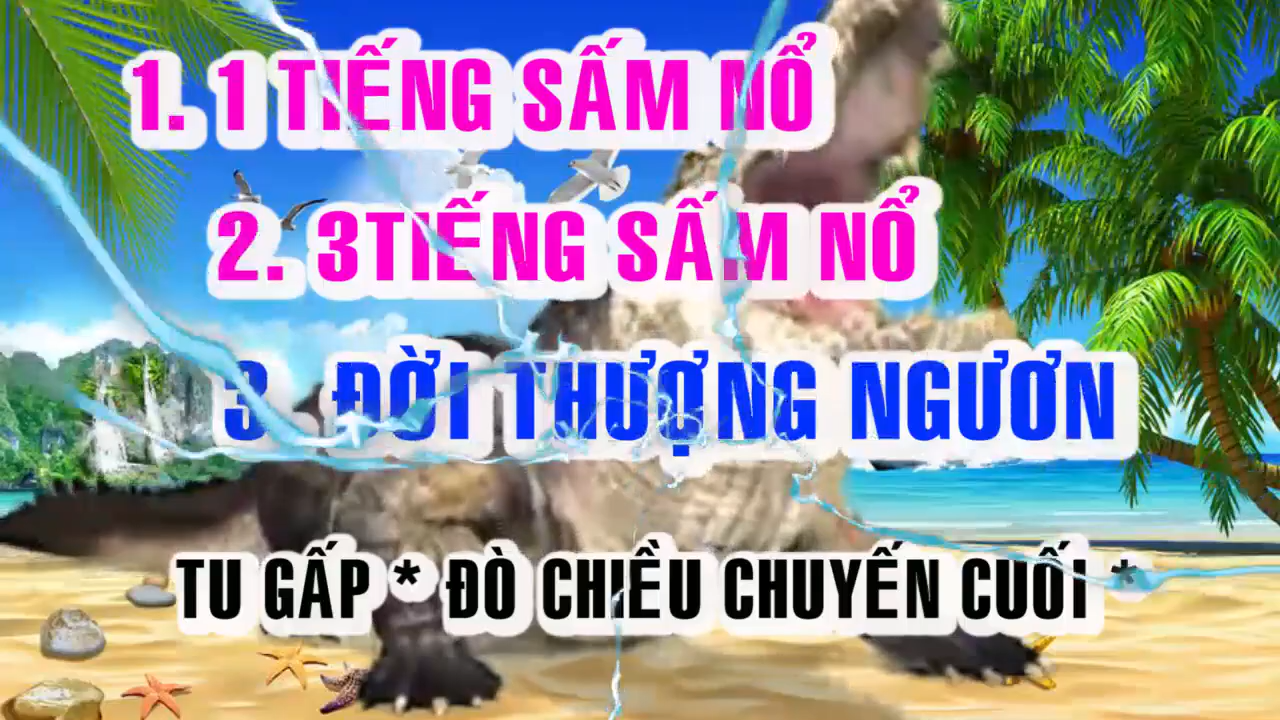 1. 1 TIẾNG SẤM NỔ
2. 3TIẾNG SẤM NỔ
3. ĐỜI THƯỢNG NGƯƠN
TU GẤP * ĐÒ CHIỀU CHUYẾN CUỐI *